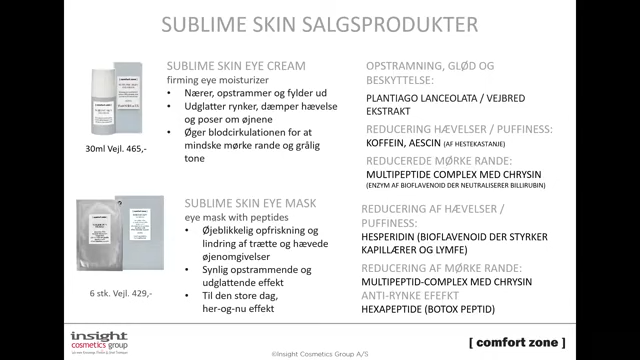 SUBLIME SKIN SALGSPRODUKTER
SUBLIME SKIN EYE CREAM
firming eye moisturizer
• Nærer, opstrammer og fylder ud
• Udglatter rynker, dæmper hævelse
og poser om øjnene
• Øger blodcirkulationen for at
mindske mørke rande og grålig
tone
30ml Vejl. 465,-
OPSTRAMNING, GLØD OG
BESKYTTELSE:
PLANTIAGO LANCEOLATA / VEJBRED
EKSTRAKT
REDUCERING HÆVELSER / PUFFINESS:
KOFFEIN, AESCIN (AF HESTEKASTANJE)
REDUCEREDE MØRKE RANDE:
MULTIPEPTIDE COMPLEX MED CHRYSIN
(ENZYM AF BIOFLAVENOID DER NEUTRALISERER BILLIRUBIN)
SUBLIME SKIN EYE MASK
eye mask with peptides
• Øjeblikkelig opfriskning og
lindring af trætte og hævede
øjenomgivelser
• Synlig opstrammende og
udglattende effekt
• Til den store dag,
her-og-nu effekt
6 stk. Vejl. 429,-
REDUCERING AF HÆVELSER /
PUFFINESS:
HESPERIDIN (BIOFLAVENOID DER STYRKER
KAPILLÆRER OG LYMFE)
REDUCERING AF MØRKE RANDE:
MULTIPEPTID-COMPLEX MED CHRYSIN
ANTI-RYNKE EFEFKT
HEXAPEPTIDE (BOTOX PEPTID)
insight
cosmetics group
©Insight Cosmetics Group A/S
[ comfort zone ]